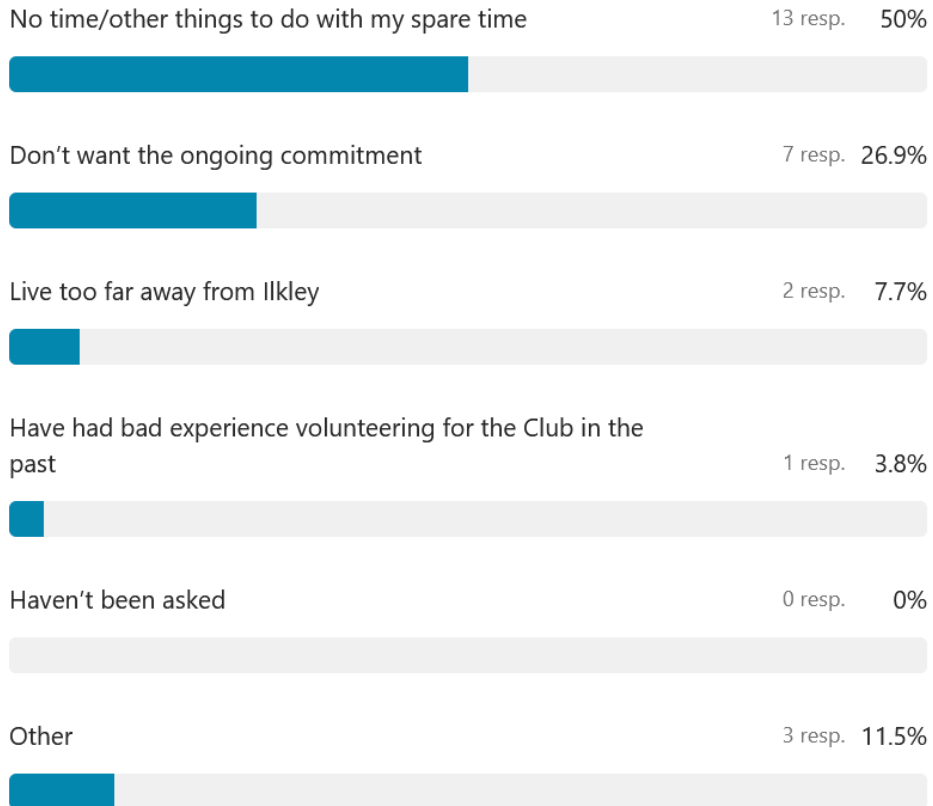 No time/other things to do with my spare time 13 resp. 50%
Don’t want the ongoing commitment 7 resp. 26.9%
Live too far away from Ilkley 2 resp. 7.7%
Have had bad experience volunteering for the Club in the
past 1 resp. 3.8%
Haven’t been asked 0 resp. 0%
Other 3 resp. 11.5%